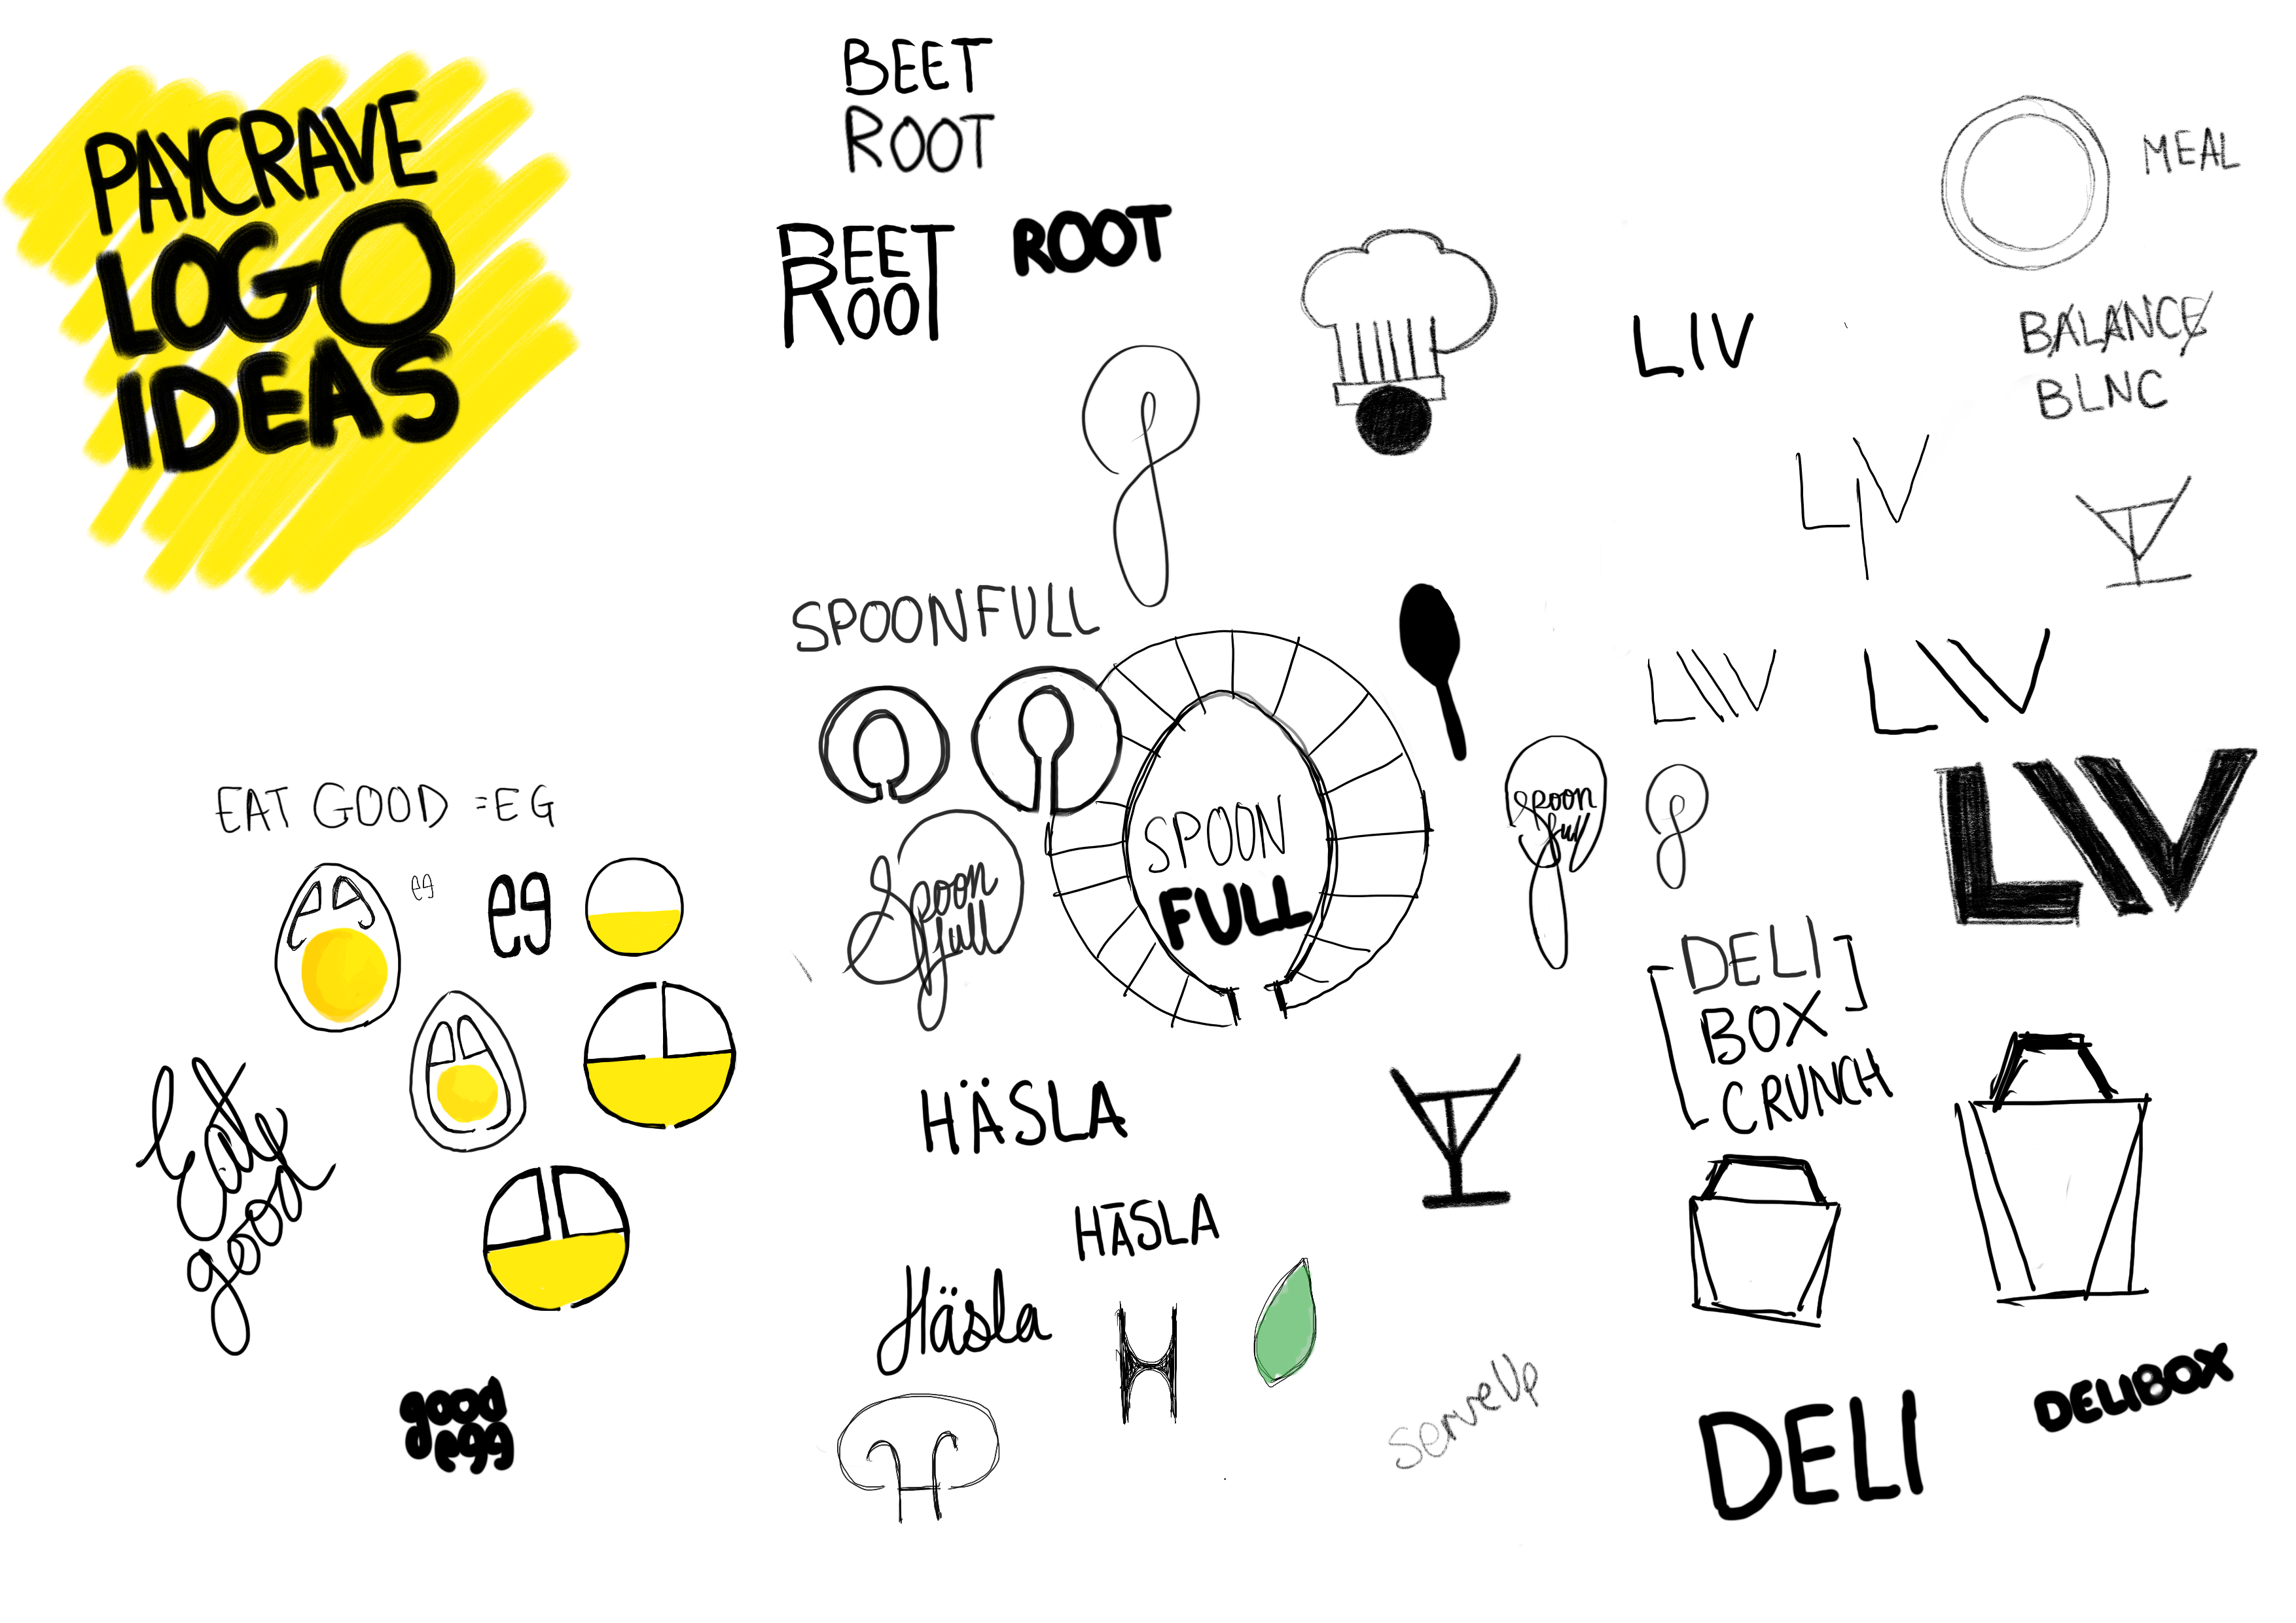 PAYCRAVE
LOGO
IDEAS
BEET
ROOT
BEET
ROOT
ROOT
MEAL
LIV
BALANCE
BLNC
LIV
SPOONFULL
LIV
LIV
LIV
SPOON
FULL
Spoon
full
Spoon
full
EAT GOOD = EG
eg
eg
eg
Eat
good
good
egg
HÄSLA
HĀSLA
Häsla
H
H
serveUp
DELI
BOX
CRUNCH
DELI
DELIBOX